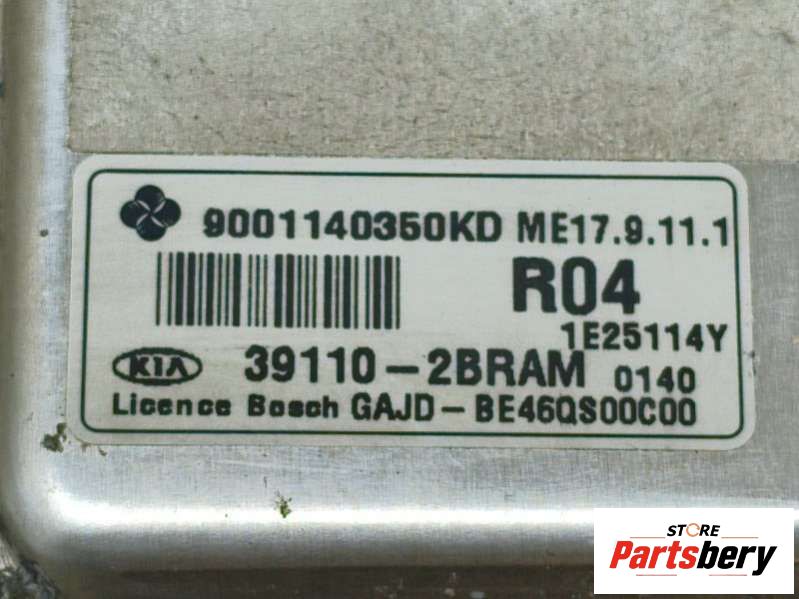 9001140350KD ME17.9.11.1
R04
1E25114Y
KIA 39110-2BRAM 0140
Licence Bosch GAJD-BE46QS00C00
STORE
Partsbery